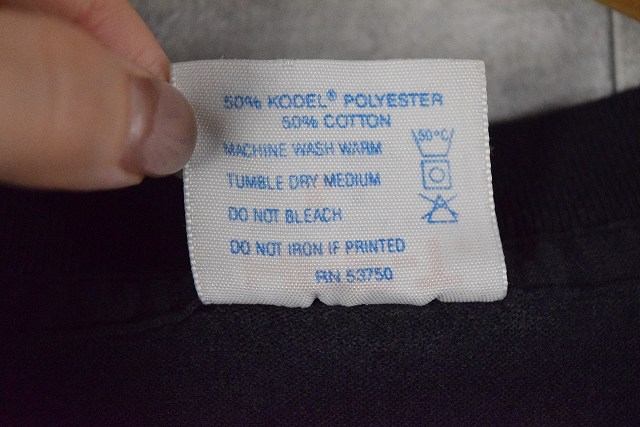 50% KODEL® POLYESTER
50% COTTON
MACHINE WASH WARM
50°C
TUMBLE DRY MEDIUM
DO NOT BLEACH
DO NOT IRON IF PRINTED
RN 53750